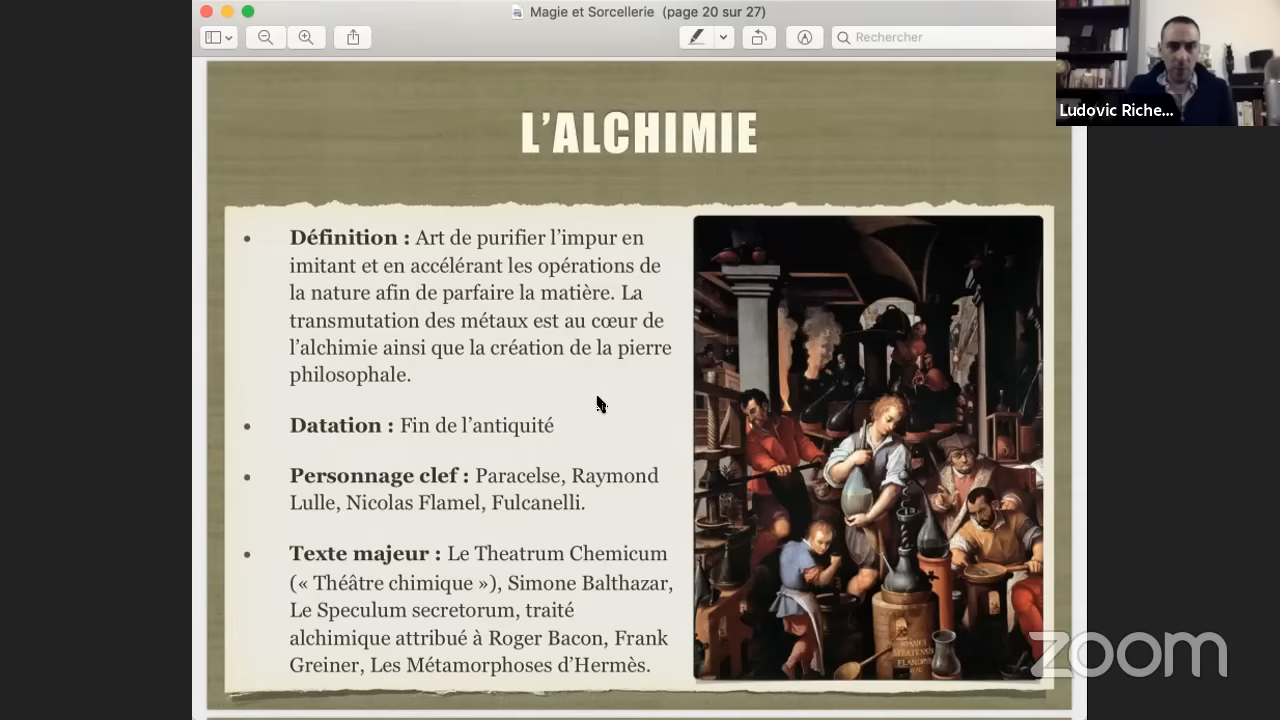 Magie et Sorcellerie (page 20 sur 27)
Rechercher
Ludovic Riche...
L'ALCHIMIE
• Définition : Art de purifier l'impur en
imitant et en accélérant les opérations de
la nature afin de parfaire la matière. La
transmutation des métaux est au cœur de
l'alchimie ainsi que la création de la pierre
philosophale.
• Datation : Fin de l'antiquité
• Personnage clef : Paracelse, Raymond
Lulle, Nicolas Flamel, Fulcanelli.
• Texte majeur : Le Theatrum Chemicum
(« Théâtre chimique »), Simone Balthazar,
Le Speculum secretorum, traité
alchimique attribué à Roger Bacon, Frank
Greiner, Les Métamorphoses d'Hermès.
zoom